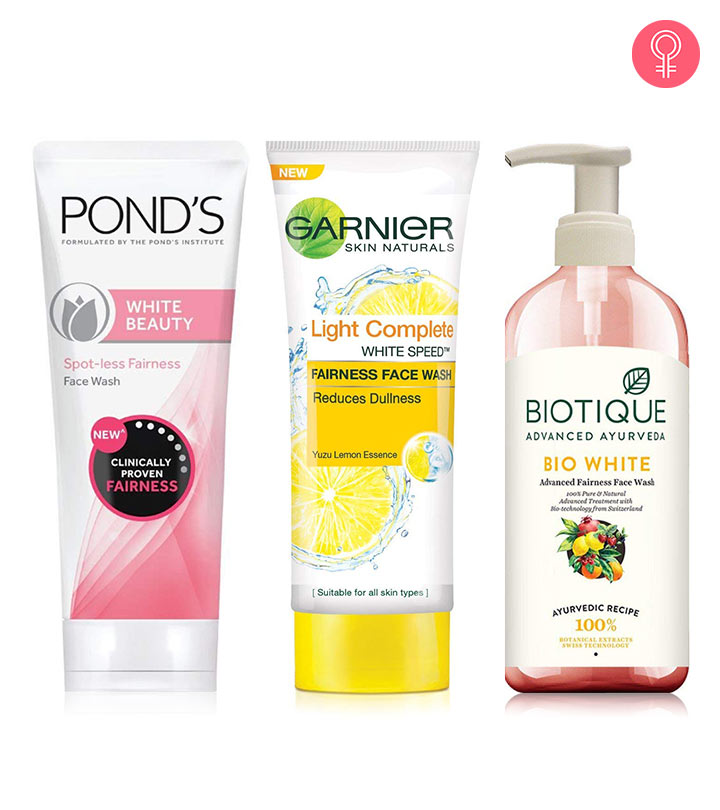 POND'S
FORMULATED BY THE POND'S INSTITUTE
WHITE
BEAUTY
Spot-less Fairness
Face Wash
NEW^
CLINICALLY
PROVEN
FAIRNESS
NEW
GARNIER
SKIN NATURALS
Light Complete
WHITE SPEED™
FAIRNESS FACE WASH
Reduces Dullness
Yuzu Lemon Essence
[ Suitable for all skin types ]
BIOTIQUE
ADVANCED AYURVEDA
BIO WHITE
Advanced Fairness Face Wash
100% Pure & Natural
Advanced Treatment with
Bio-technology from Switzerland
AYURVEDIC RECIPE
100%
BOTANICAL EXTRACTS
SWISS TECHNOLOGY